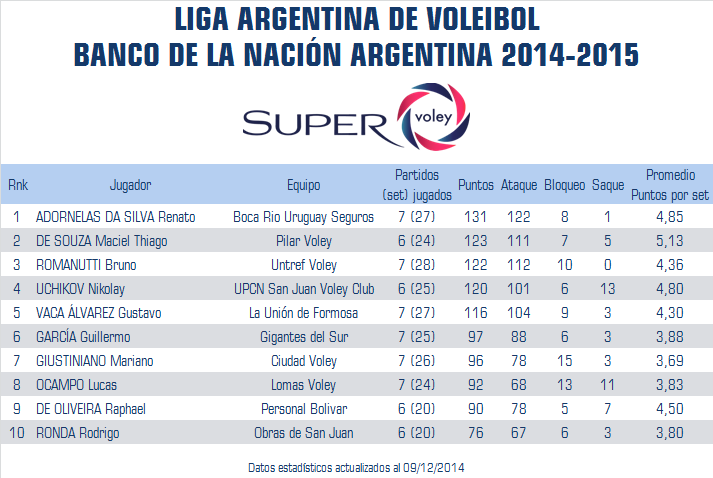 LIGA ARGENTINA DE VOLEIBOL
BANCO DE LA NACIÓN ARGENTINA 2014-2015
SUPER voley
Rnk Jugador Equipo Partidos (set) jugados Puntos Ataque Bloqueo Saque Promedio Puntos por set
1 ADORNELAS DA SILVA Renato Boca Rio Uruguay Seguros 7 (27) 131 122 8 1 4,85
2 DE SOUZA Maciel Thiago Pilar Voley 6 (24) 123 111 7 5 5,13
3 ROMANUTTI Bruno Untref Voley 7 (28) 122 112 10 0 4,36
4 UCHIKOV Nikolay UPCN San Juan Voley Club 6 (25) 120 101 6 13 4,80
5 VACA ÁLVAREZ Gustavo La Unión de Formosa 7 (27) 116 104 9 3 4,30
6 GARCÍA Guillermo Gigantes del Sur 7 (25) 97 88 6 3 3,88
7 GIUSTINIANO Mariano Ciudad Voley 7 (26) 96 78 15 3 3,69
8 OCAMPO Lucas Lomas Voley 7 (24) 92 68 13 11 3,83
9 DE OLIVEIRA Raphael Personal Bolivar 6 (20) 90 78 5 7 4,50
10 RONDA Rodrigo Obras de San Juan 6 (20) 76 67 6 3 3,80
Datos estadísticos actualizados al 09/12/2014